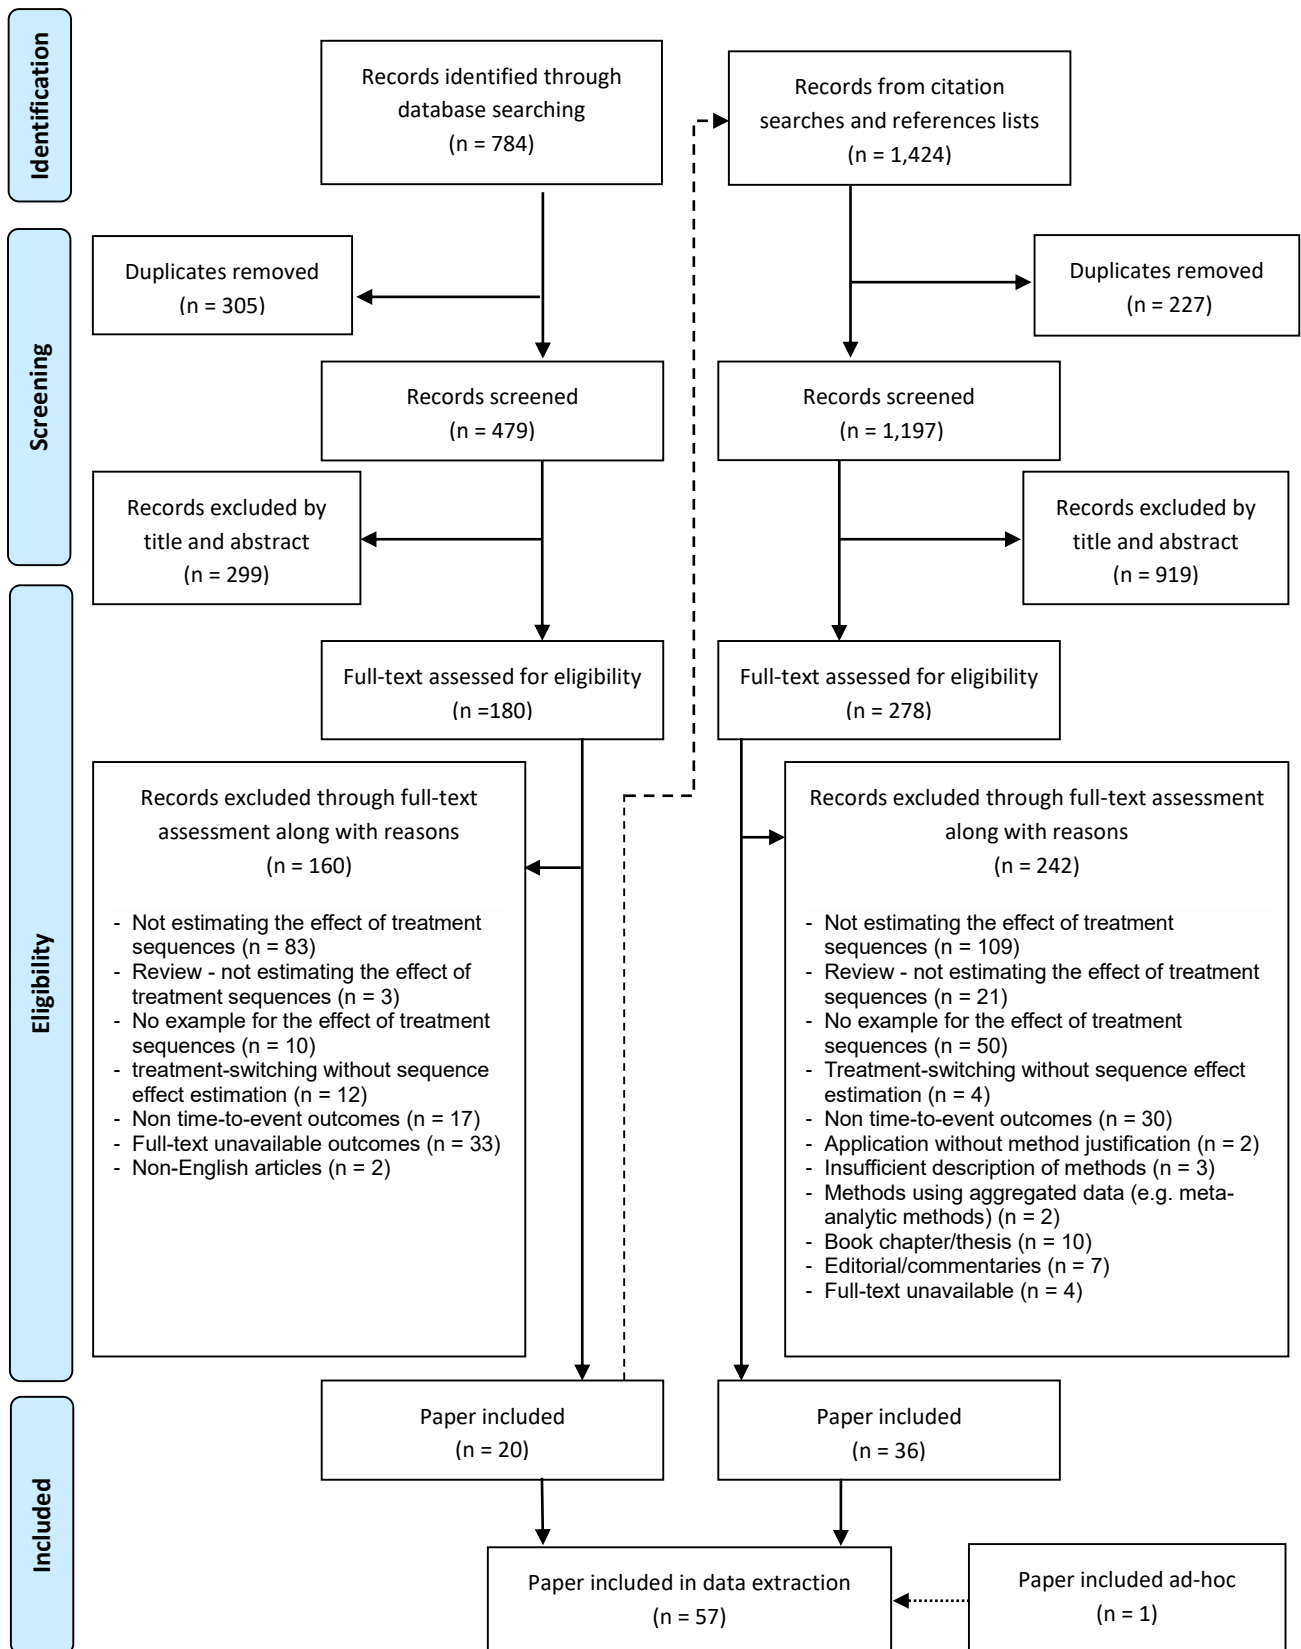 Identification
Records identified through
database searching
(n = 784)
Records from citation
searches and references lists
(n = 1,424)
Screening
Duplicates removed
(n = 305)
Duplicates removed
(n = 227)
Records screened
(n = 479)
Records screened
(n = 1,197)
Records excluded by
title and abstract
(n = 299)
Records excluded by
title and abstract
(n = 919)
Eligibility
Full-text assessed for eligibility
(n =180)
Full-text assessed for eligibility
(n = 278)
Records excluded through full-text
assessment along with reasons
(n = 160)
- Not estimating the effect of treatment
sequences (n = 83)
- Review - not estimating the effect of
treatment sequences (n = 3)
- No example for the effect of treatment
sequences (n = 10)
- treatment-switching without sequence
effect estimation (n = 12)
- Non time-to-event outcomes (n = 17)
- Full-text unavailable outcomes (n = 33)
- Non-English articles (n = 2)
Records excluded through full-text assessment
along with reasons
(n = 242)
- Not estimating the effect of treatment
sequences (n = 109)
- Review - not estimating the effect of treatment
sequences (n = 21)
- No example for the effect of treatment
sequences (n = 50)
- Treatment-switching without sequence effect
estimation (n = 4)
- Non time-to-event outcomes (n = 30)
- Application without method justification (n = 2)
- Insufficient description of methods (n = 3)
- Methods using aggregated data (e.g. meta-
analytic methods) (n = 2)
- Book chapter/thesis (n = 10)
- Editorial/commentaries (n = 7)
- Full-text unavailable (n = 4)
Included
Paper included
(n = 20)
Paper included
(n = 36)
Paper included in data extraction
(n = 57)
Paper included ad-hoc
(n = 1)